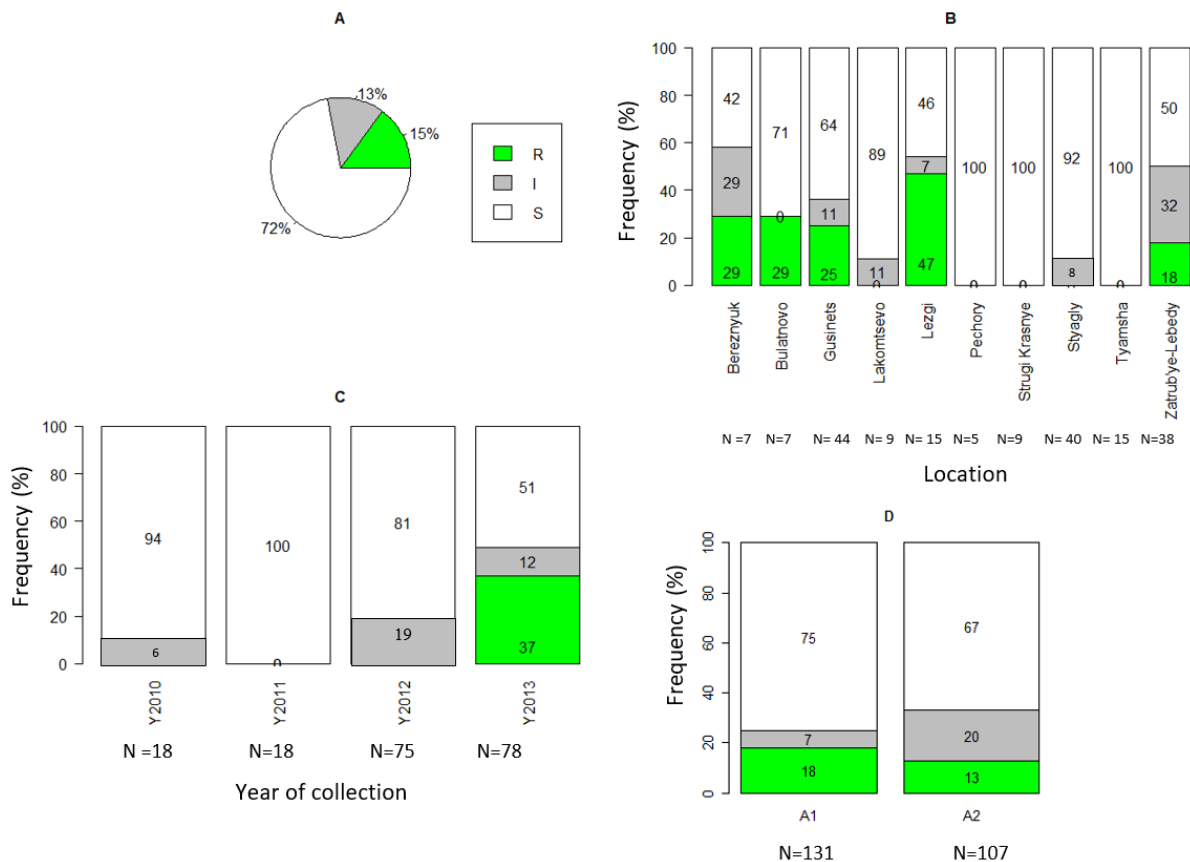 A
13%
15%
72%
R
I
S
B
Frequency (%)
100
80
60
40
20
0
42 71 64 89 46 100 100 92 100 50
29 0 11 11 7 8 32
29 29 25 0 47 0 0 0 18
Bereznyuk
Bulatnovo
Gusinets
Lakomtsevo
Lezgi
Pechory
Strugi Krasnye
Styagly
Tyamsha
Zatrub'ye-Lebedy
N =7 N=7 N= 44 N= 9 N= 15 N=5 N=9 N= 40 N= 15 N=38
Location
C
Frequency (%)
100
80
60
40
20
0
94 100 81 51
6 0 19 12
37
Y2010
Y2011
Y2012
Y2013
N =18 N=18 N=75 N=78
Year of collection
D
Frequency (%)
100
80
60
40
20
0
75 67
7 20
18 13
A1 A2
N=131 N=107